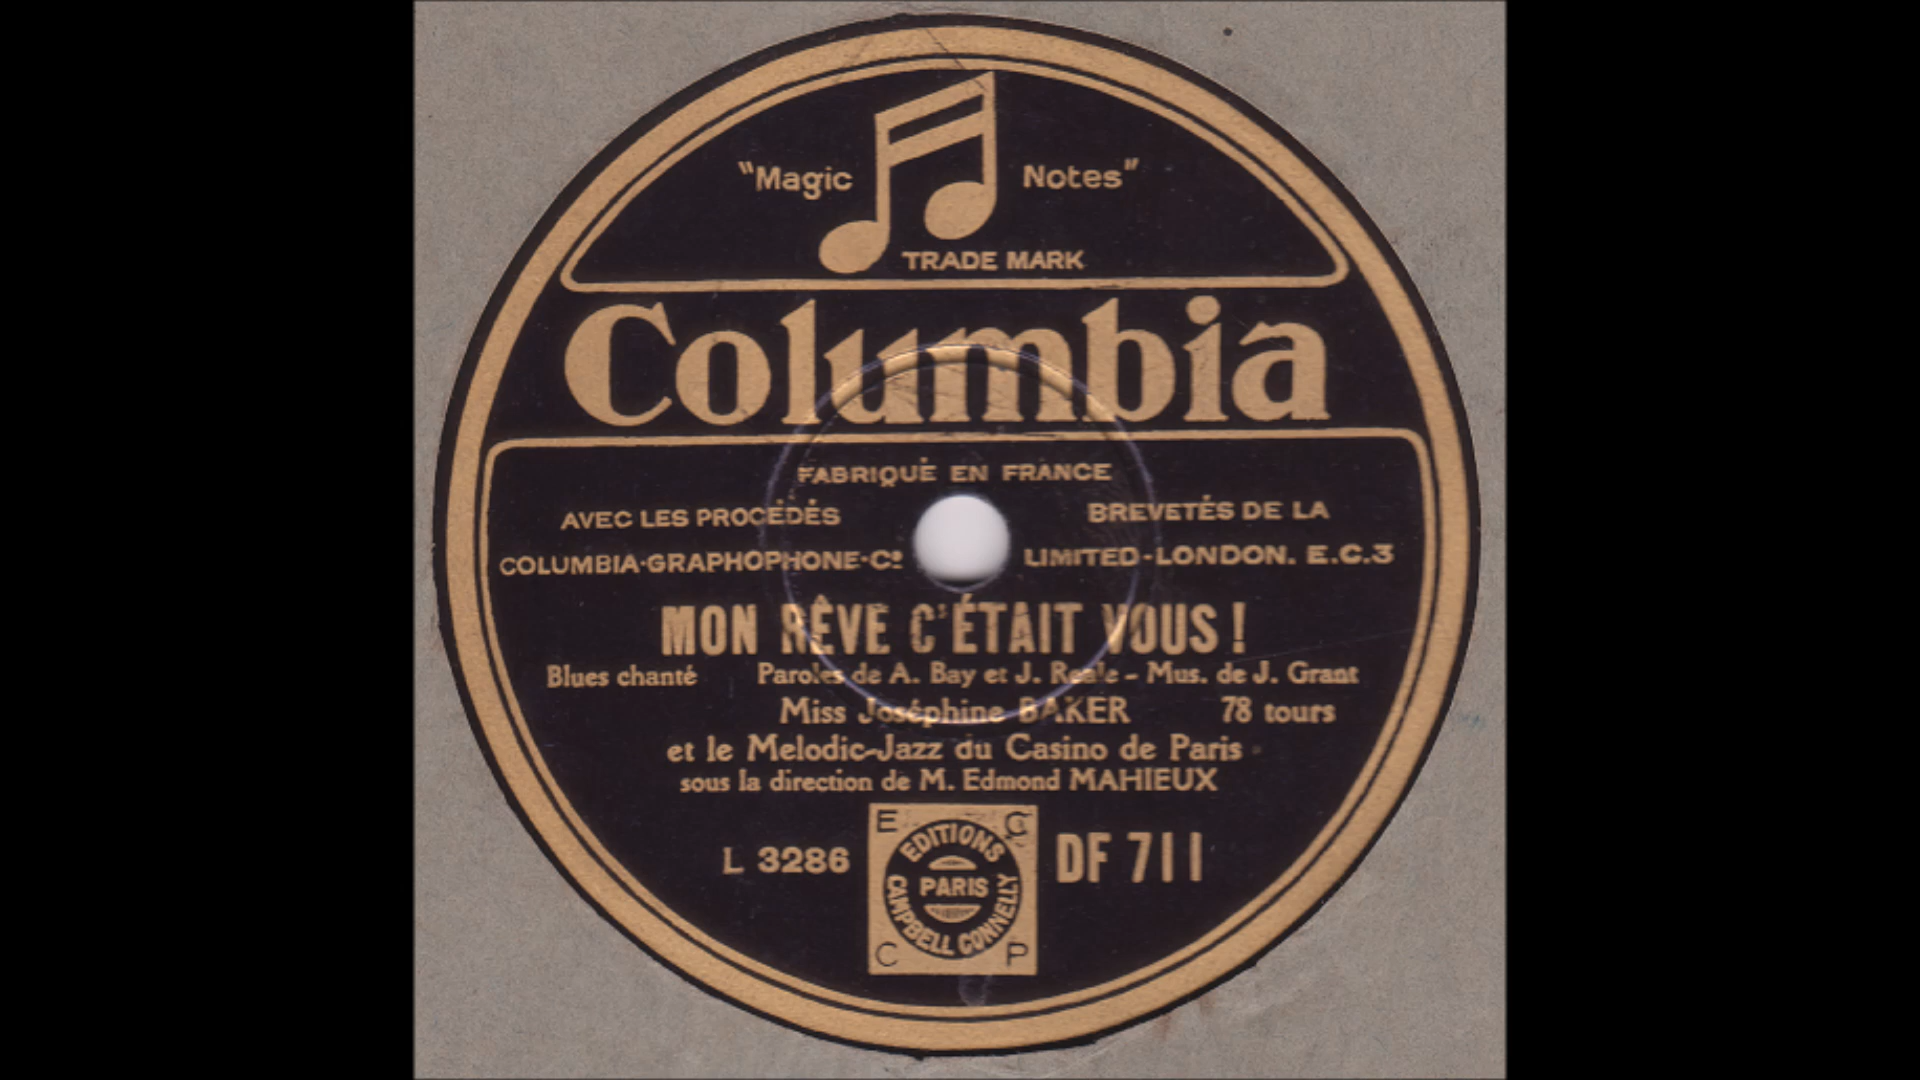 "Magic Notes"
TRADE MARK
Columbia
FABRIQUÉ EN FRANCE
AVEC LES PROCÉDÉS BREVETÉS DE LA
COLUMBIA·GRAPHOPHONE·Cº LIMITED-LONDON. E.C.3
MON RÊVE C'ÉTAIT VOUS !
Blues chanté Paroles de A. Bay et J. Reale - Mus. de J. Grant
Miss Joséphine BAKER 78 tours
et le Melodic-Jazz du Casino de Paris
sous la direction de M. Edmond MAHIEUX
L 3286
E C
EDITIONS
PARIS
CAMPBELL CONNELLY
C P
DF 711